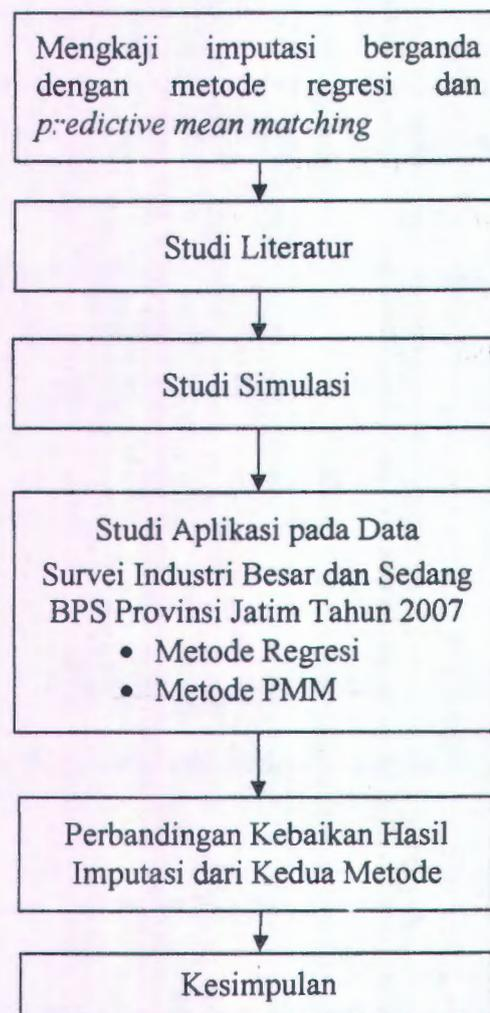 Mengkaji imputasi berganda
dengan metode regresi dan
predictive mean matching
Studi Literatur
Studi Simulasi
Studi Aplikasi pada Data
Survei Industri Besar dan Sedang
BPS Provinsi Jatim Tahun 2007
• Metode Regresi
• Metode PMM
Perbandingan Kebaikan Hasil
Imputasi dari Kedua Metode
Kesimpulan